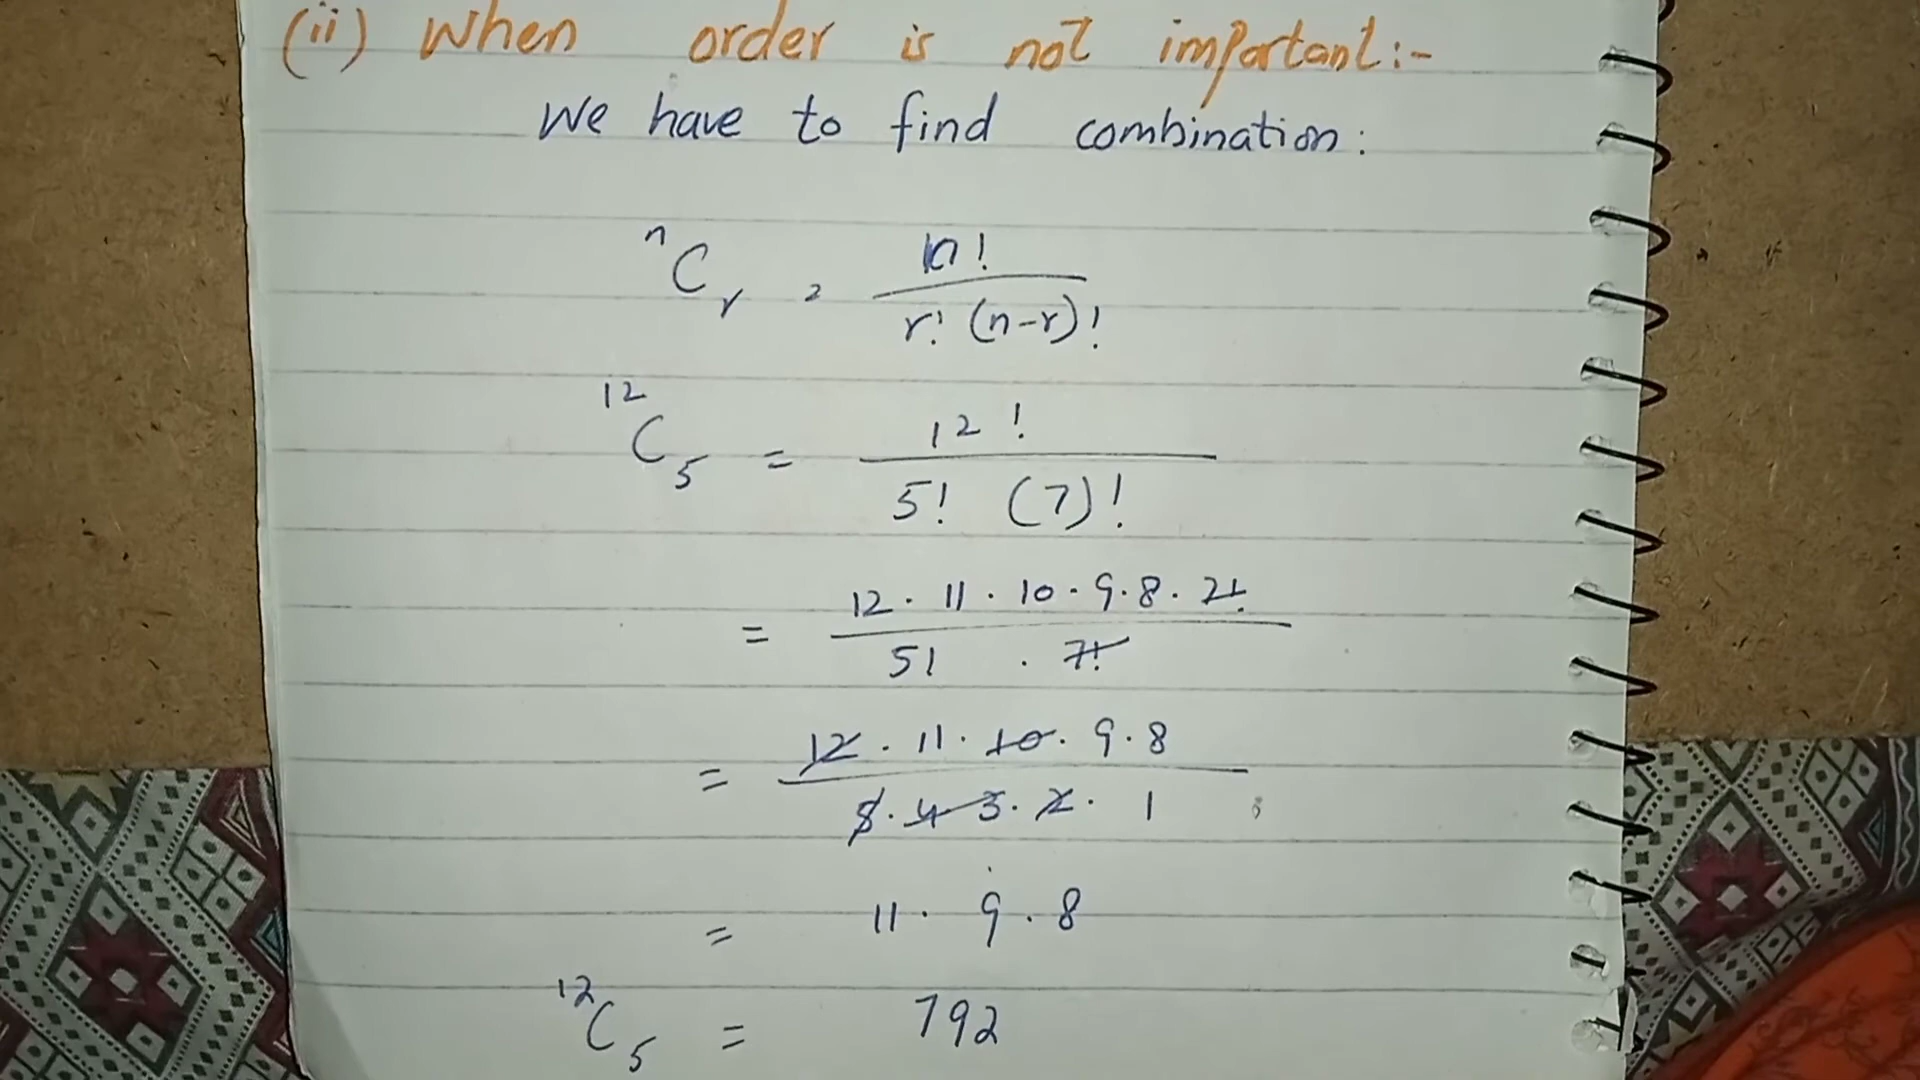 (ii) When order is not important:-
We have to find combination:
ⁿCᵣ = n! / r! (n-r)!
¹²C₅ = 12! / 5! (7)!
= 12 · 11 · 10 · 9 · 8 · 7! / 5! · 7!
= 12 · 11 · 10 · 9 · 8 / 5 · 4 · 3 · 2 · 1
= 11 · 9 · 8
¹²C₅ = 792